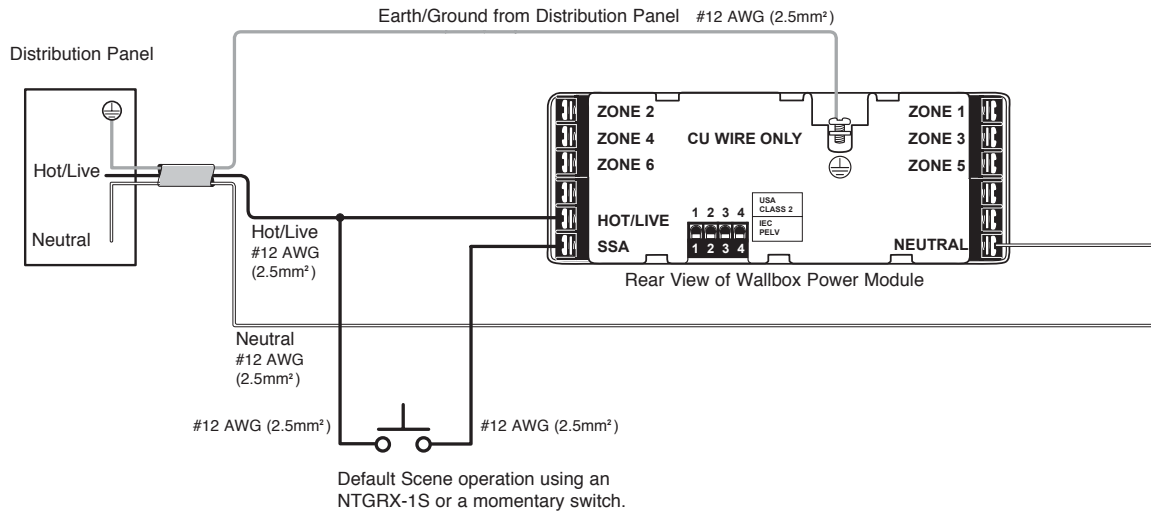 Earth/Ground from Distribution Panel #12 AWG (2.5mm²)
Distribution Panel
Hot/Live
Neutral
ZONE 2
ZONE 4
ZONE 6
CU WIRE ONLY
ZONE 1
ZONE 3
ZONE 5
HOT/LIVE
SSA
1 2 3 4
1 2 3 4
USA
CLASS 2
IEC
PELV
NEUTRAL
Rear View of Wallbox Power Module
Hot/Live
#12 AWG
(2.5mm²)
Neutral
#12 AWG
(2.5mm²)
#12 AWG (2.5mm²)
#12 AWG (2.5mm²)
Default Scene operation using an
NTGRX-1S or a momentary switch.